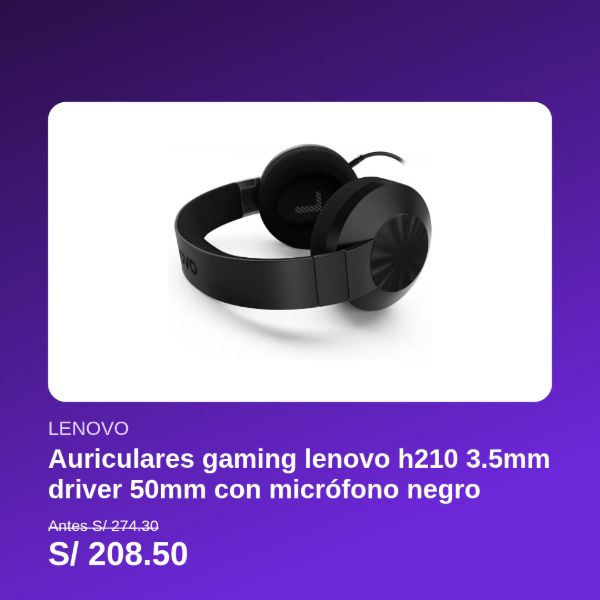 LENOVO
Auriculares gaming lenovo h210 3.5mm
driver 50mm con micrófono negro
Antes S/ 274.30
S/ 208.50